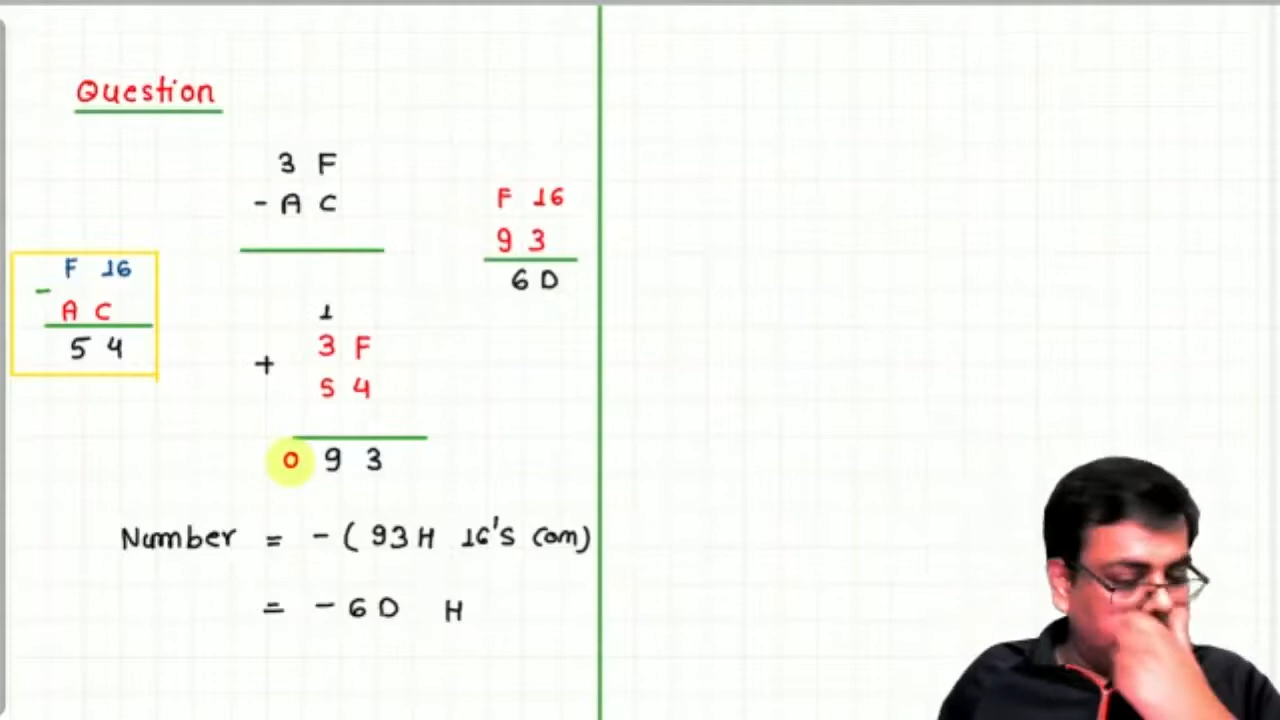 Question
3 F
- A C
F 16
9 3
6 D
F 16
-
A C
5 4
1
3 F
+
5 4
0 9 3
Number = - ( 93H 16's Com)
= - 6 D H